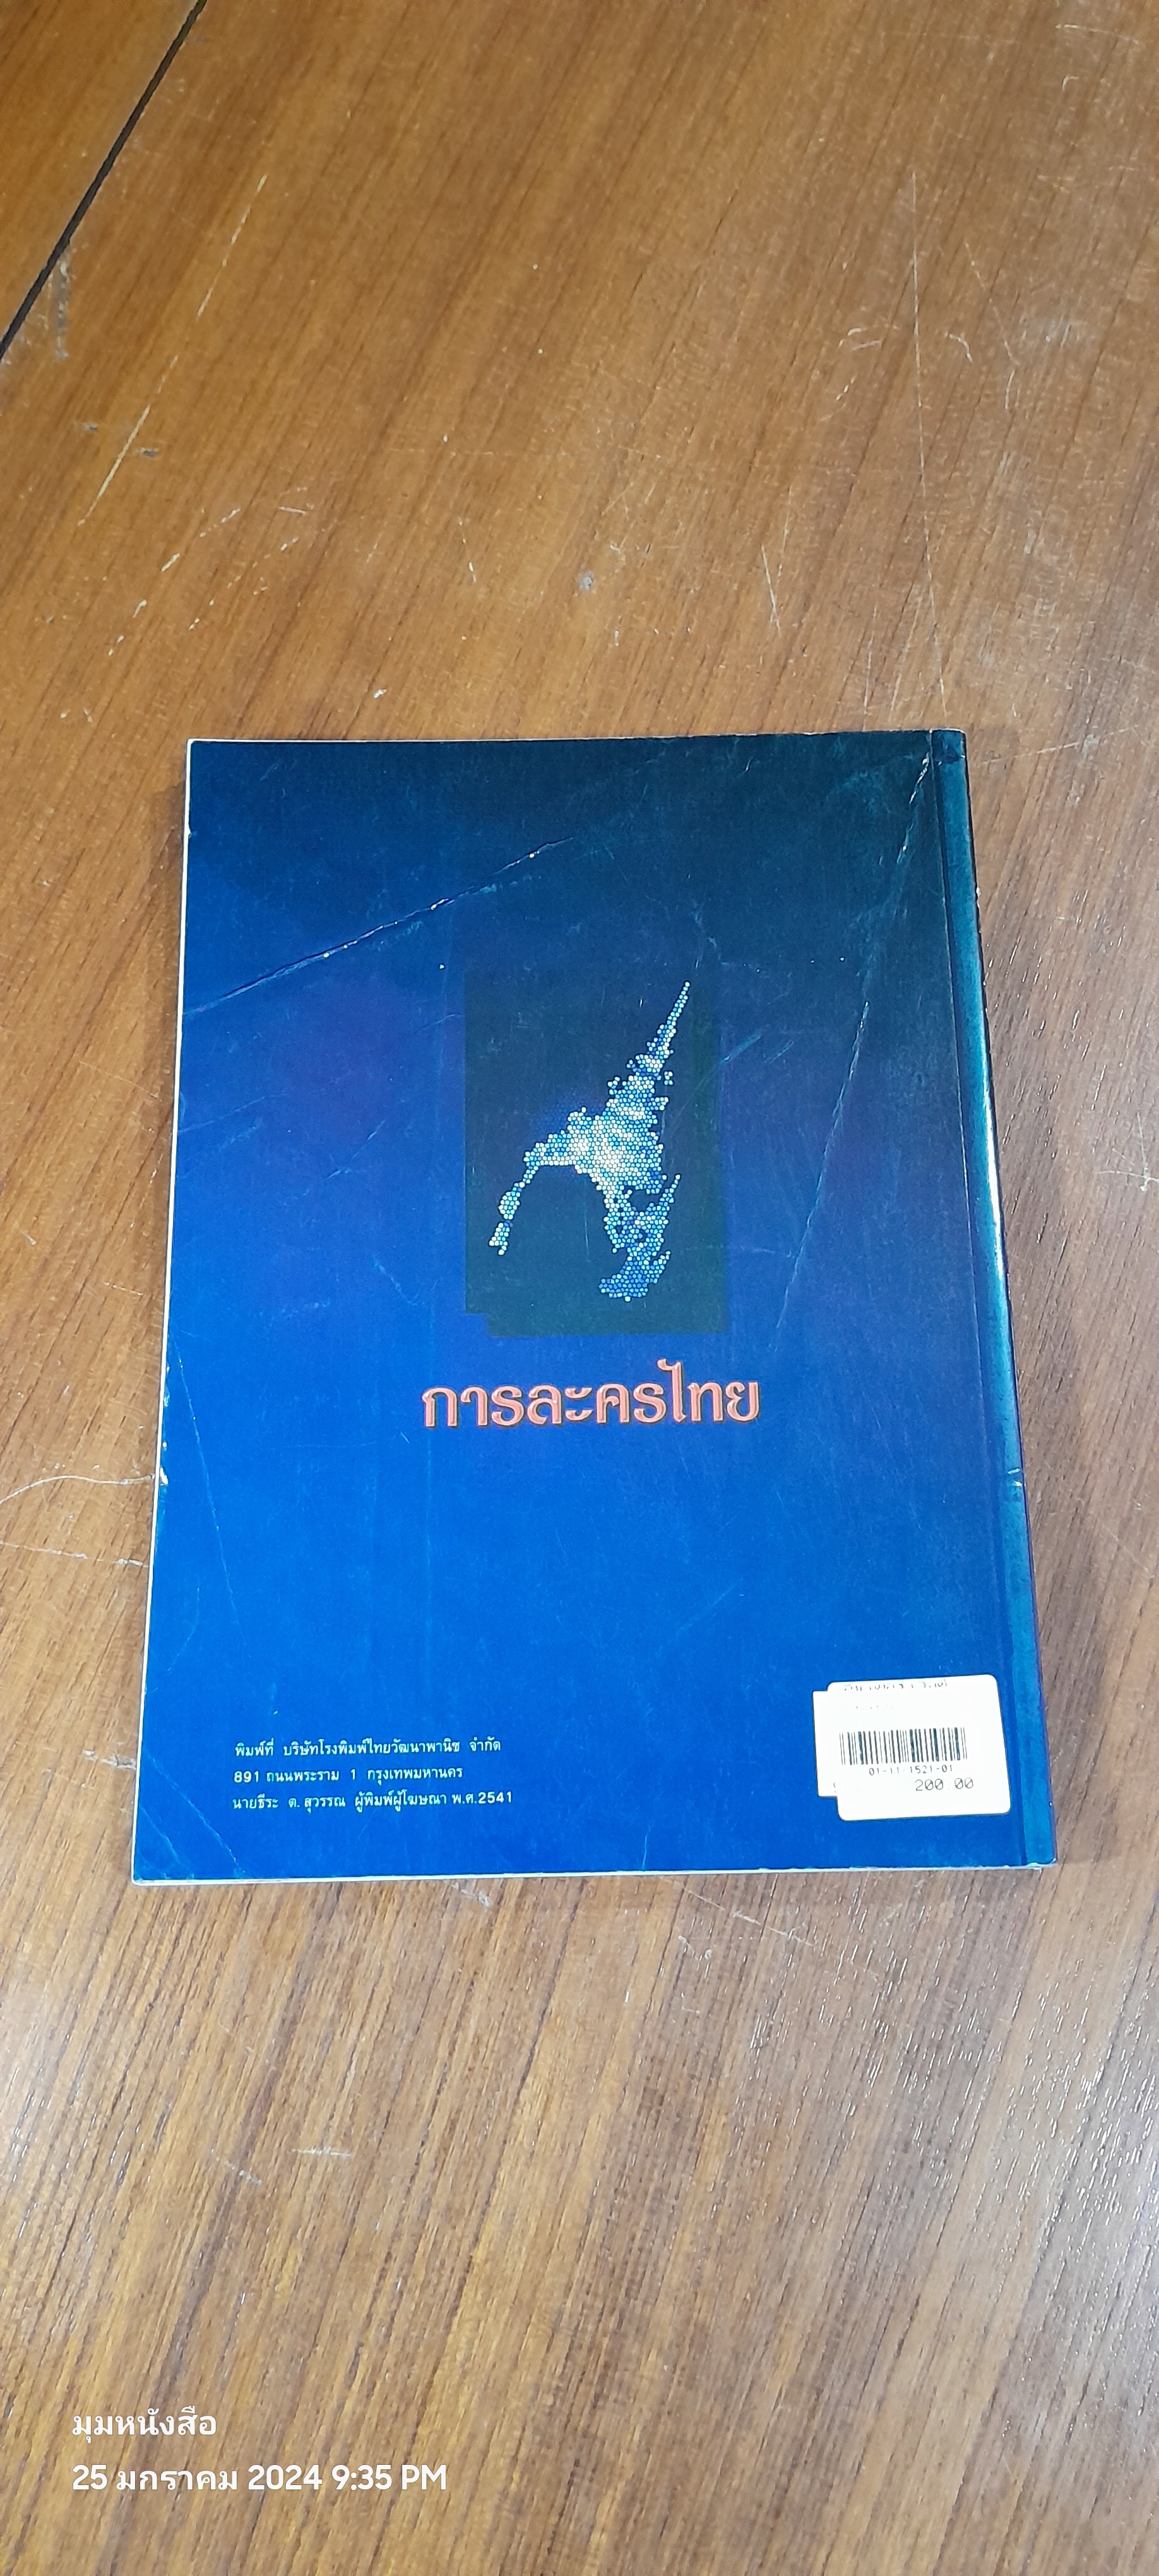 การละครไทย
พิมพ์ที่ บริษัทโรงพิมพ์ไทยวัฒนาพานิช จำกัด
891 ถนนพระราม 1 กรุงเทพมหานคร
นายธีระ ต. สุวรรณ ผู้พิมพ์ผู้โฆษณา พ.ศ.2541
01-11-1521-01
200.00
มุมหนังสือ
25 มกราคม 2024 9:35 PM